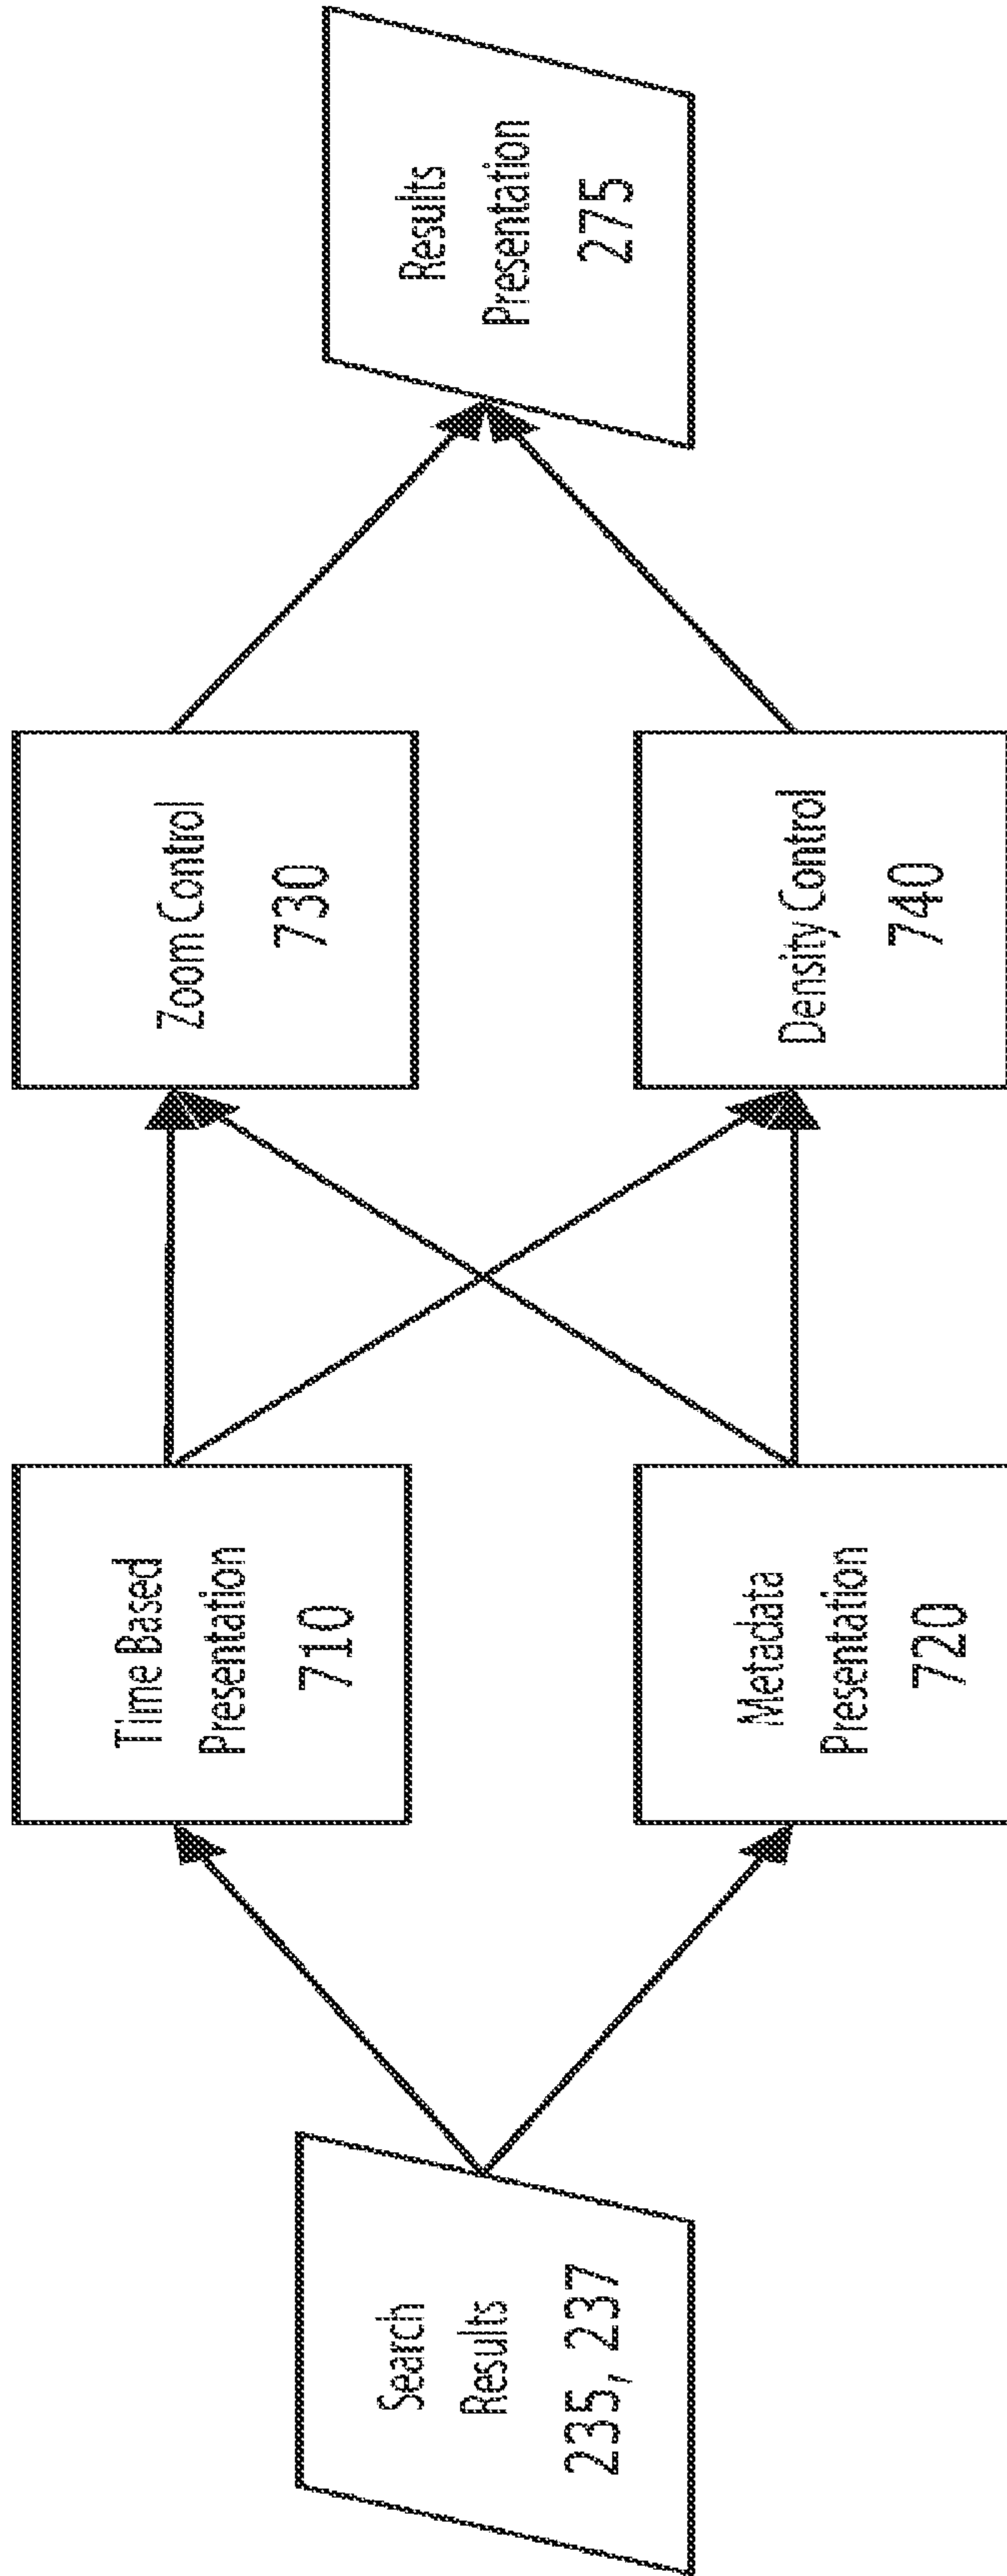 Search
Results
235, 237
Time Based
Presentation
710
Metadata
Presentation
720
Zoom Control
730
Density Control
740
Results
Presentation
275